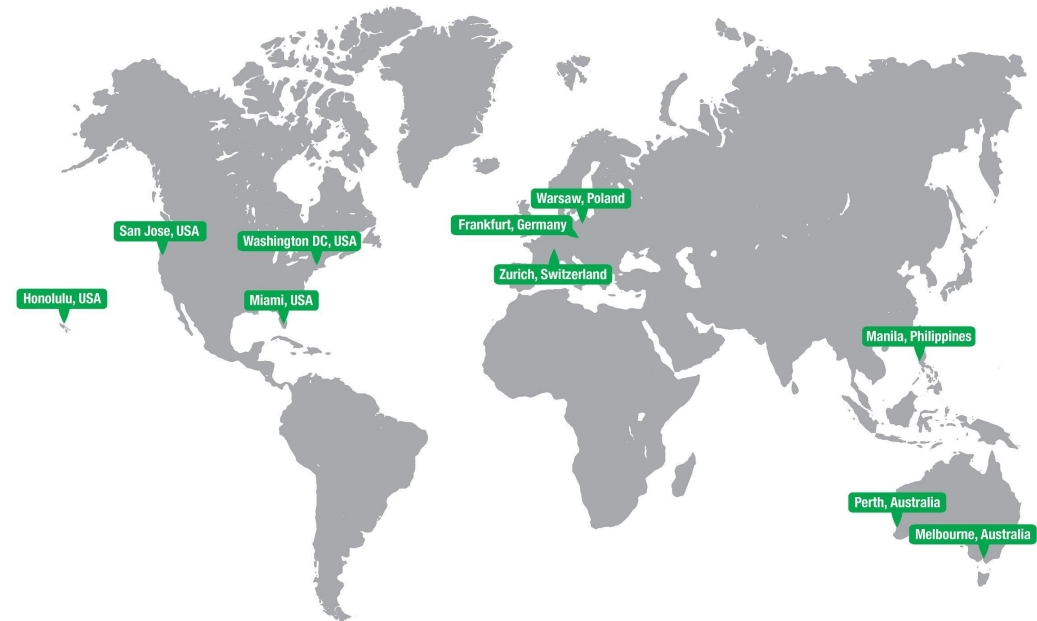 Warsaw, Poland
Frankfurt, Germany
San Jose, USA
Washington DC, USA
Zurich, Switzerland
Honolulu, USA
Miami, USA
Manila, Philippines
Perth, Australia
Melbourne, Australia